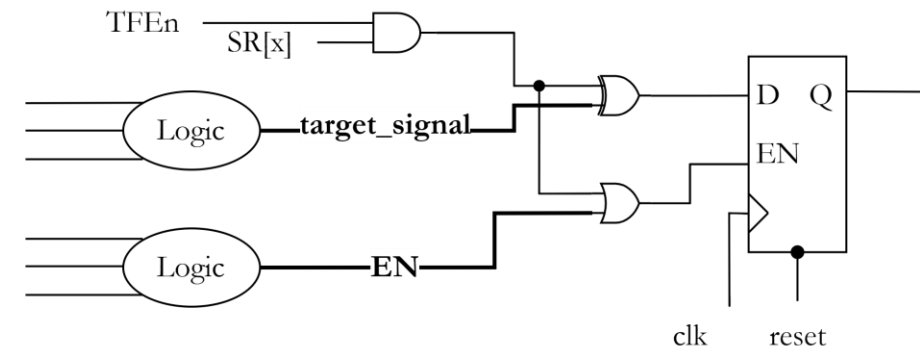 TFEn
SR[x]
Logic
target_signal
D Q
EN
Logic
EN
clk reset